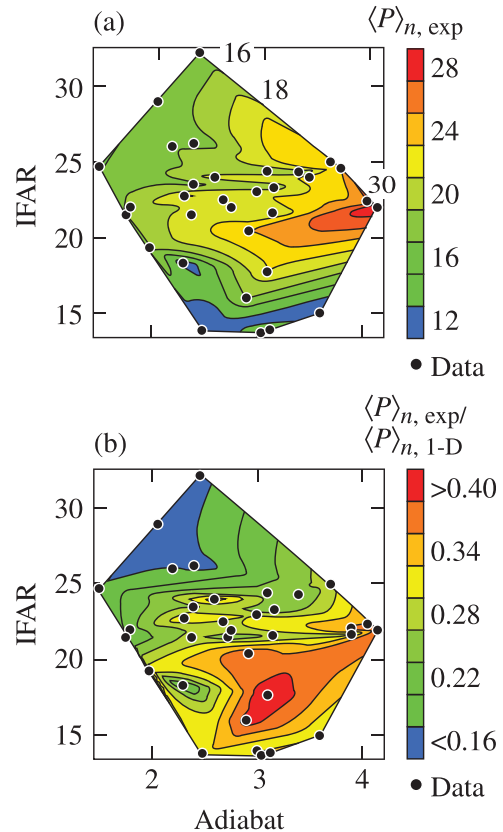 (a)
⟨P⟩n, exp
16
18
30
IFAR
30
25
20
15
28
24
20
16
12
Data
⟨P⟩n, exp/
⟨P⟩n, 1-D
(b)
IFAR
30
25
20
15
>0.40
0.34
0.28
0.22
<0.16
Data
2
3
4
Adiabat